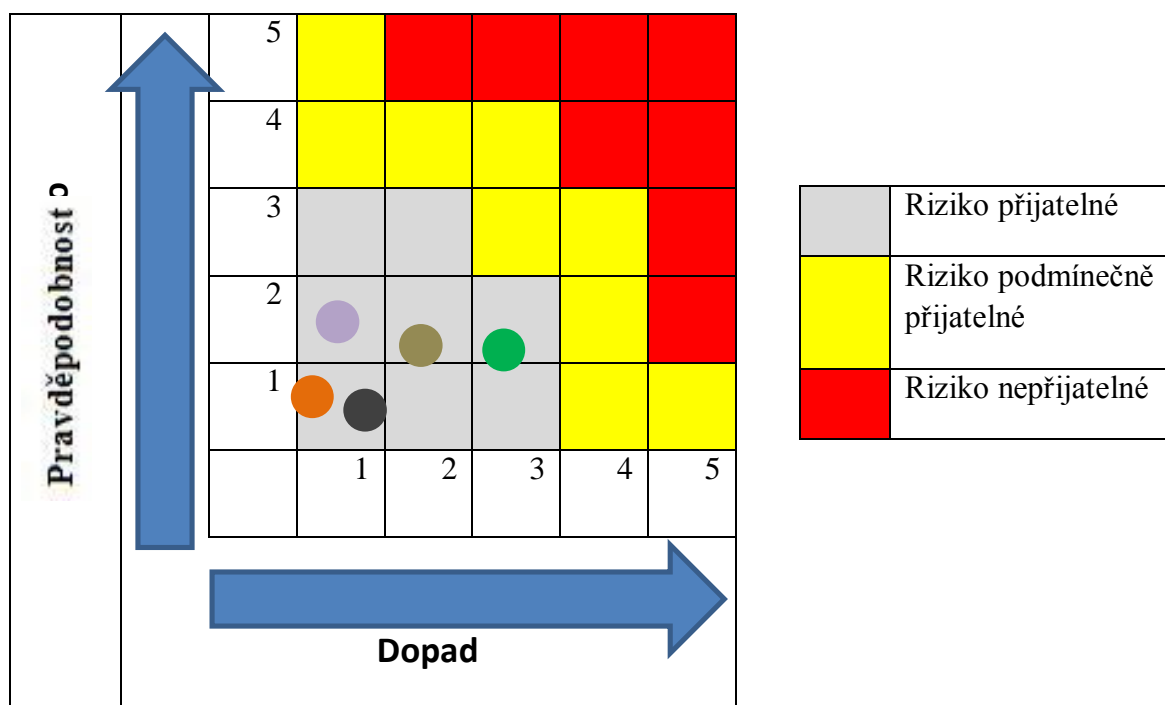 Pravděpodobnost
5
4
3
2
1
1 2 3 4 5
Dopad
Riziko přijatelné
Riziko podmínečně
přijatelné
Riziko nepřijatelné